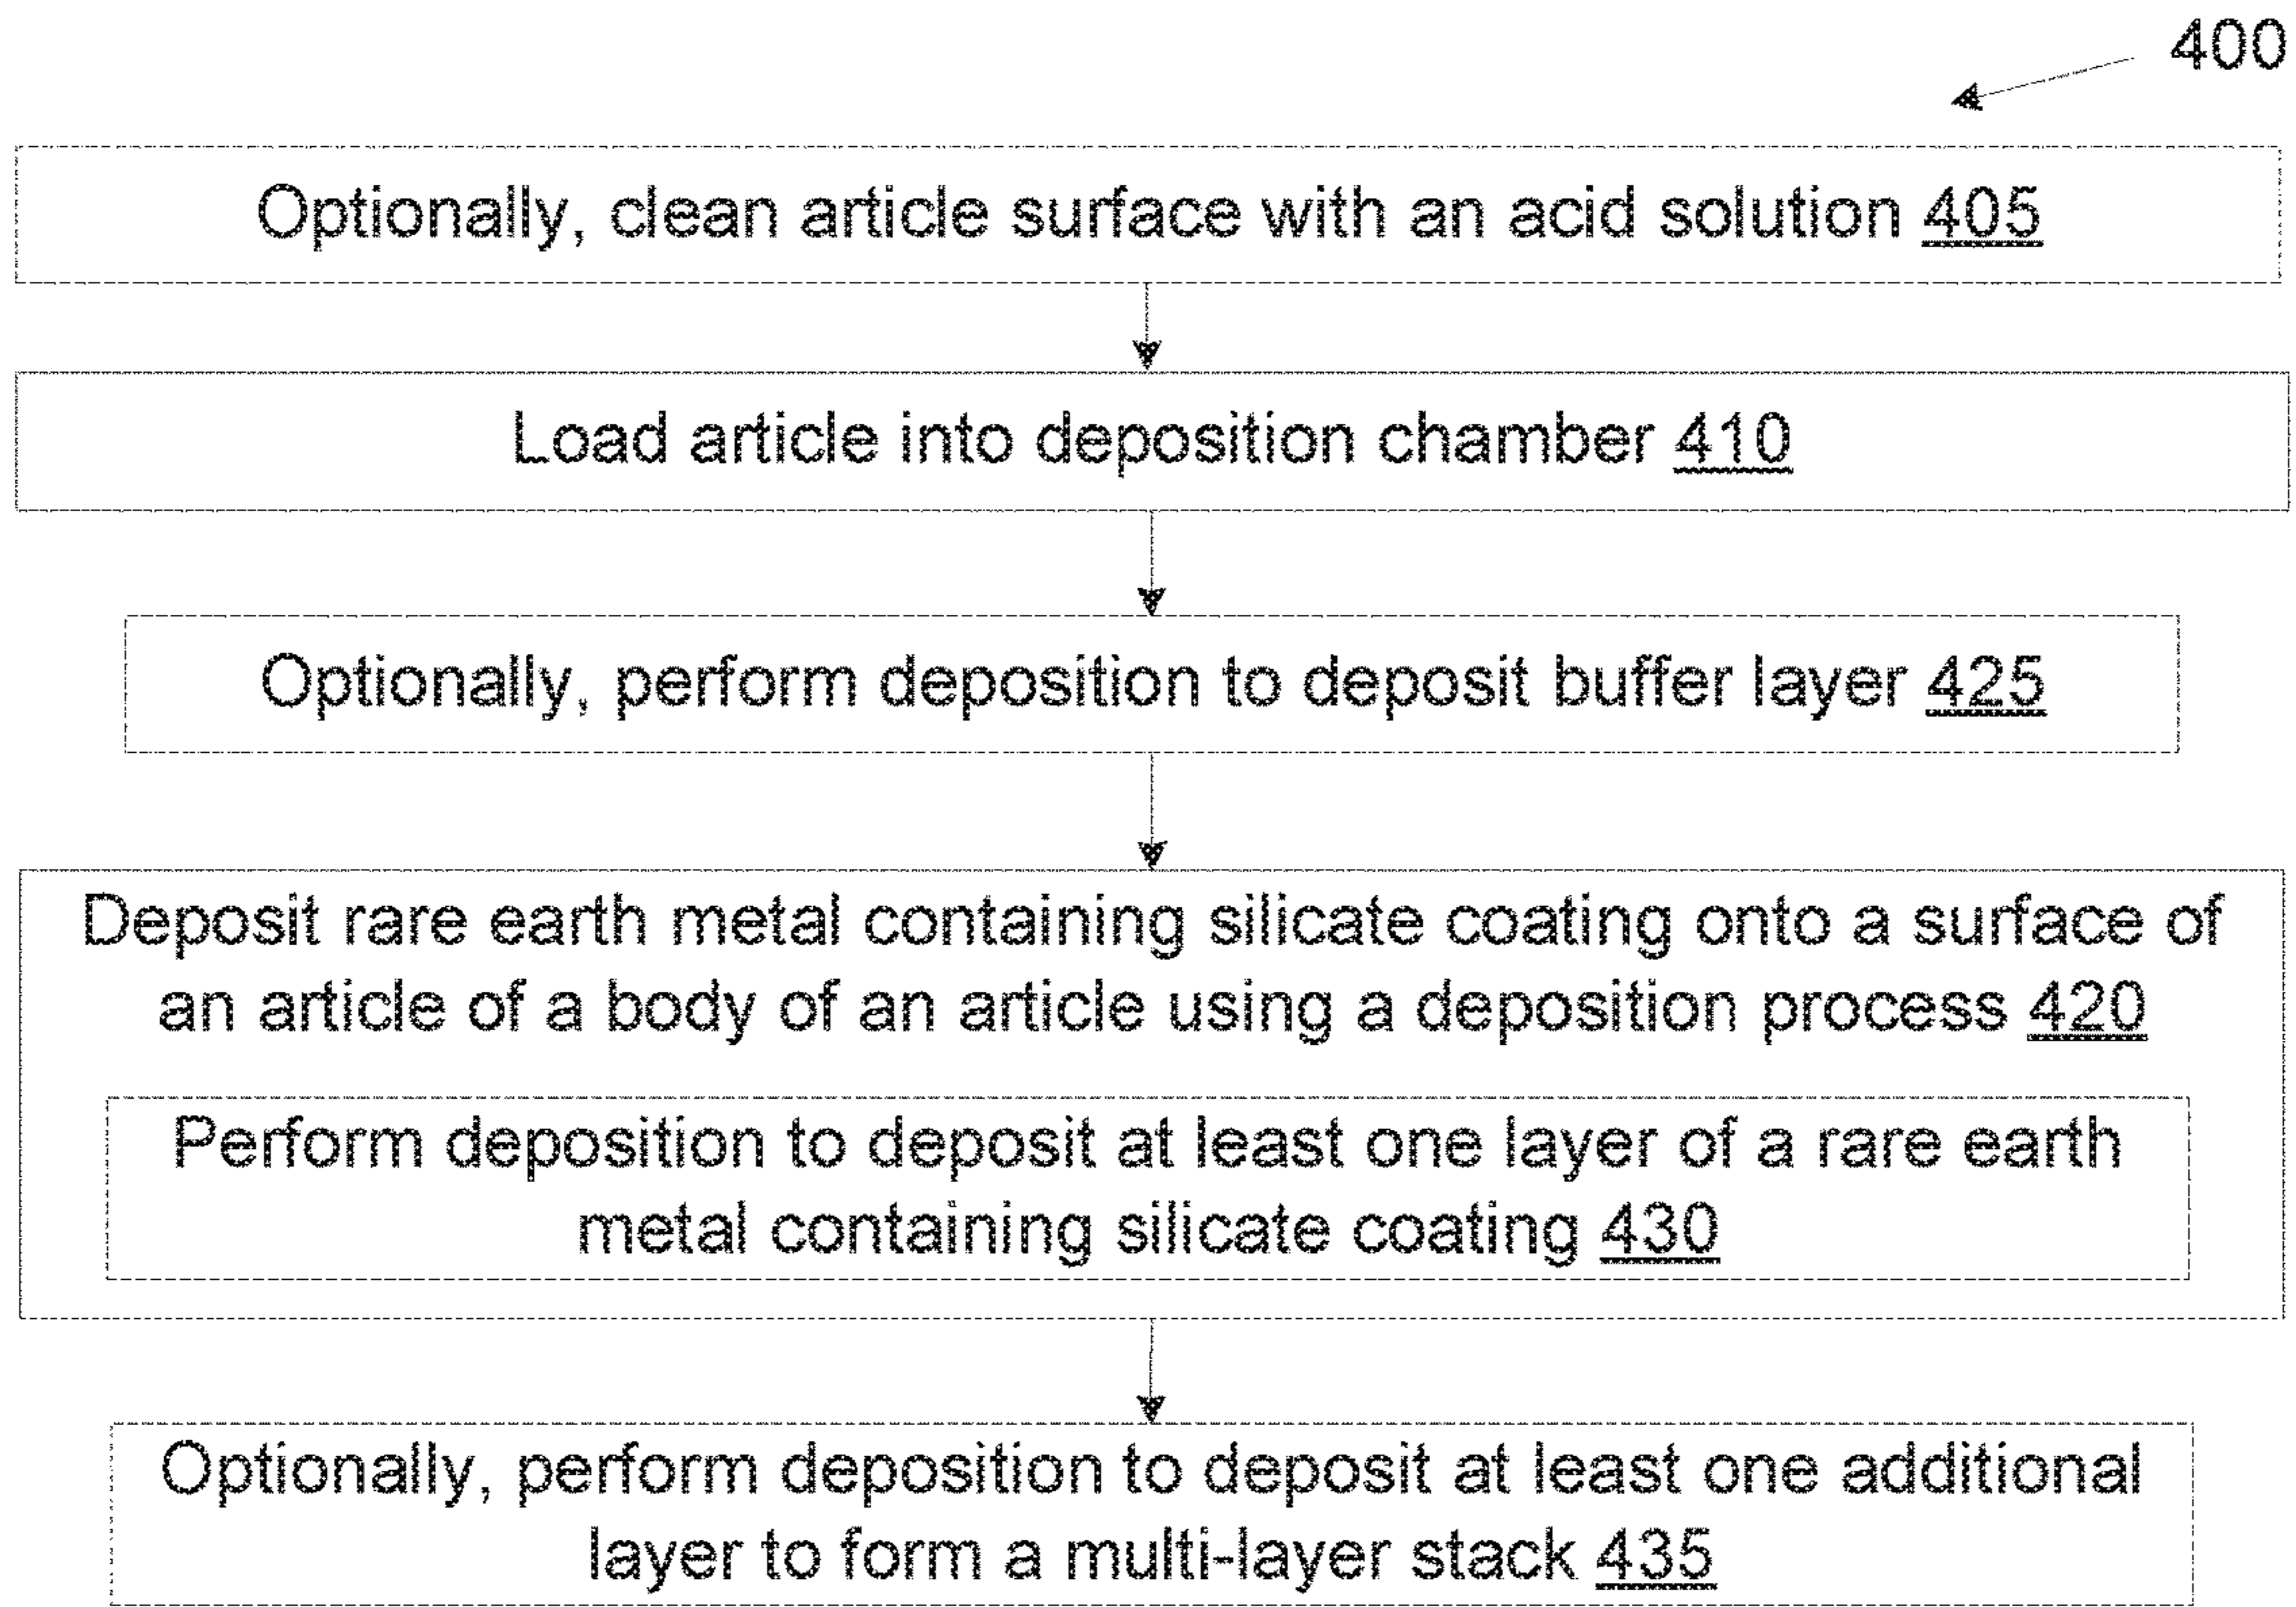 400
Optionally, clean article surface with an acid solution 405
Load article into deposition chamber 410
Optionally, perform deposition to deposit buffer layer 425
Deposit rare earth metal containing silicate coating onto a surface of
an article of a body of an article using a deposition process 420
Perform deposition to deposit at least one layer of a rare earth
metal containing silicate coating 430
Optionally, perform deposition to deposit at least one additional
layer to form a multi-layer stack 435